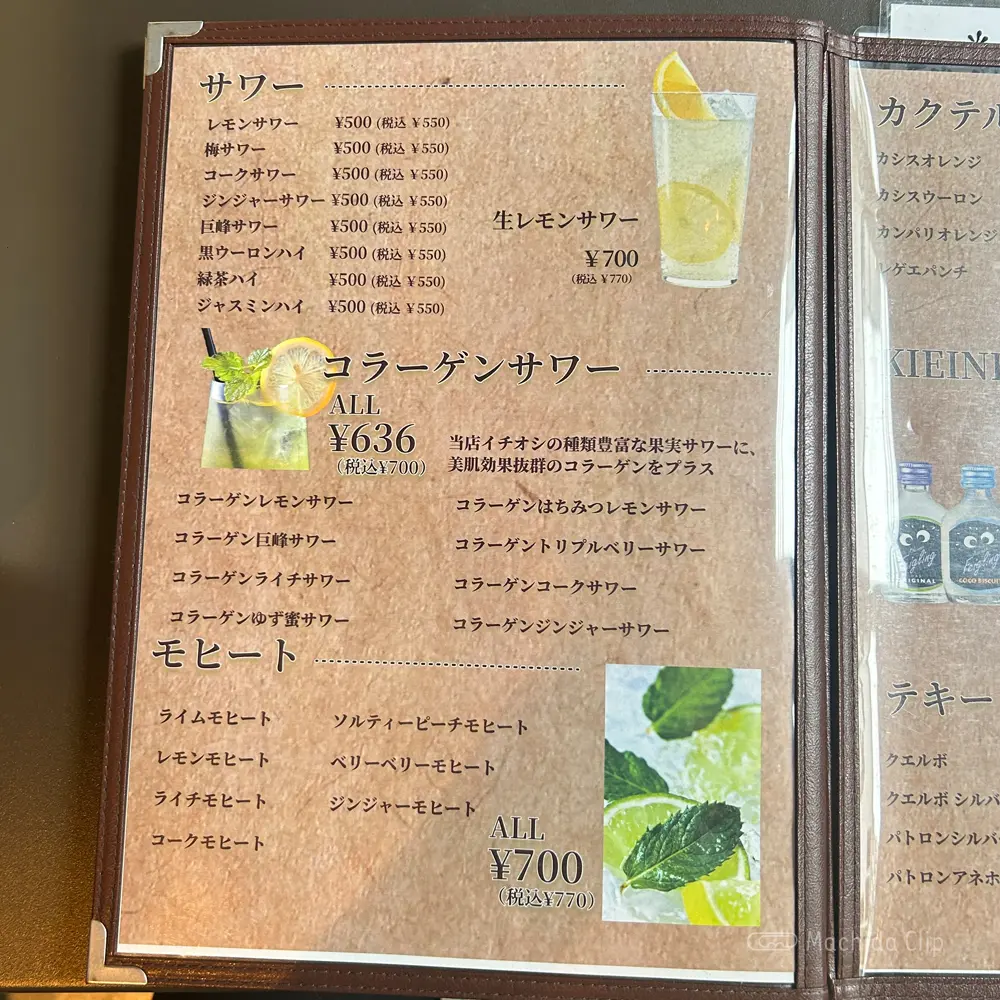 サワー
レモンサワー ¥500 (税込 ¥550)
梅サワー ¥500 (税込 ¥550)
コークサワー ¥500 (税込 ¥550)
ジンジャーサワー ¥500 (税込 ¥550)
巨峰サワー ¥500 (税込 ¥550)
黒ウーロンハイ ¥500 (税込 ¥550)
緑茶ハイ ¥500 (税込 ¥550)
ジャスミンハイ ¥500 (税込 ¥550)
生レモンサワー
¥700
(税込 ¥770)
コラーゲンサワー
ALL
¥636
(税込¥700)
当店イチオシの種類豊富な果実サワーに、
美肌効果抜群のコラーゲンをプラス
コラーゲンレモンサワー コラーゲンはちみつレモンサワー
コラーゲン巨峰サワー コラーゲントリプルベリーサワー
コラーゲンライチサワー コラーゲンコークサワー
コラーゲンゆず蜜サワー コラーゲンジンジャーサワー
モヒート
ライムモヒート ソルティーピーチモヒート
レモンモヒート ベリーベリーモヒート
ライチモヒート ジンジャーモヒート
コークモヒート
ALL
¥700
(税込¥770)
カクテル
カシスオレンジ
カシスウーロン
カンパリオレンジ
レゲエパンチ
KIEIN
テキー
クエルボ
クエルボ シルバ
パトロンシルバ
パトロンアネホ
Machida Clip